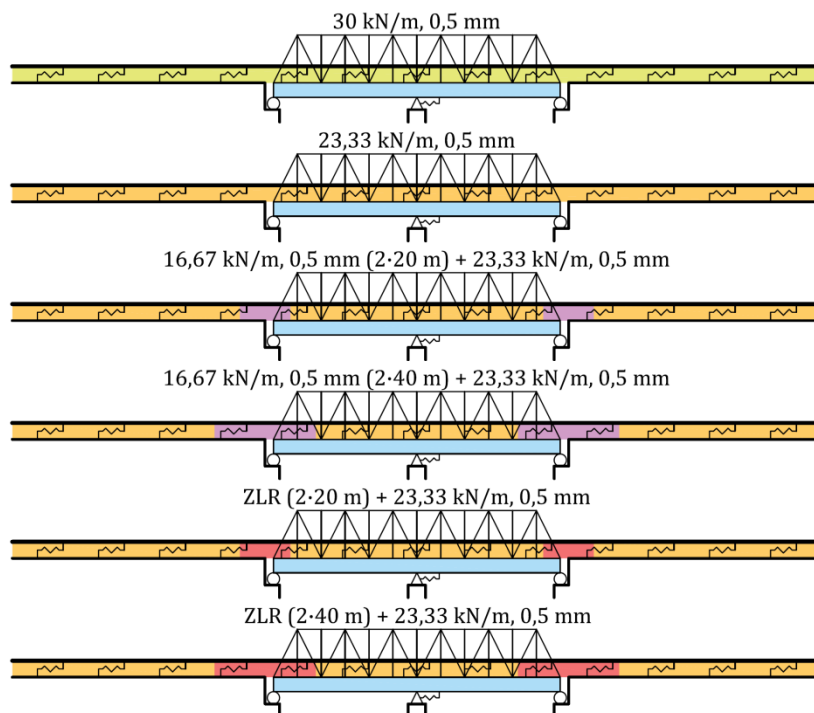 30 kN/m, 0,5 mm
23,33 kN/m, 0,5 mm
16,67 kN/m, 0,5 mm (2·20 m) + 23,33 kN/m, 0,5 mm
16,67 kN/m, 0,5 mm (2·40 m) + 23,33 kN/m, 0,5 mm
ZLR (2·20 m) + 23,33 kN/m, 0,5 mm
ZLR (2·40 m) + 23,33 kN/m, 0,5 mm